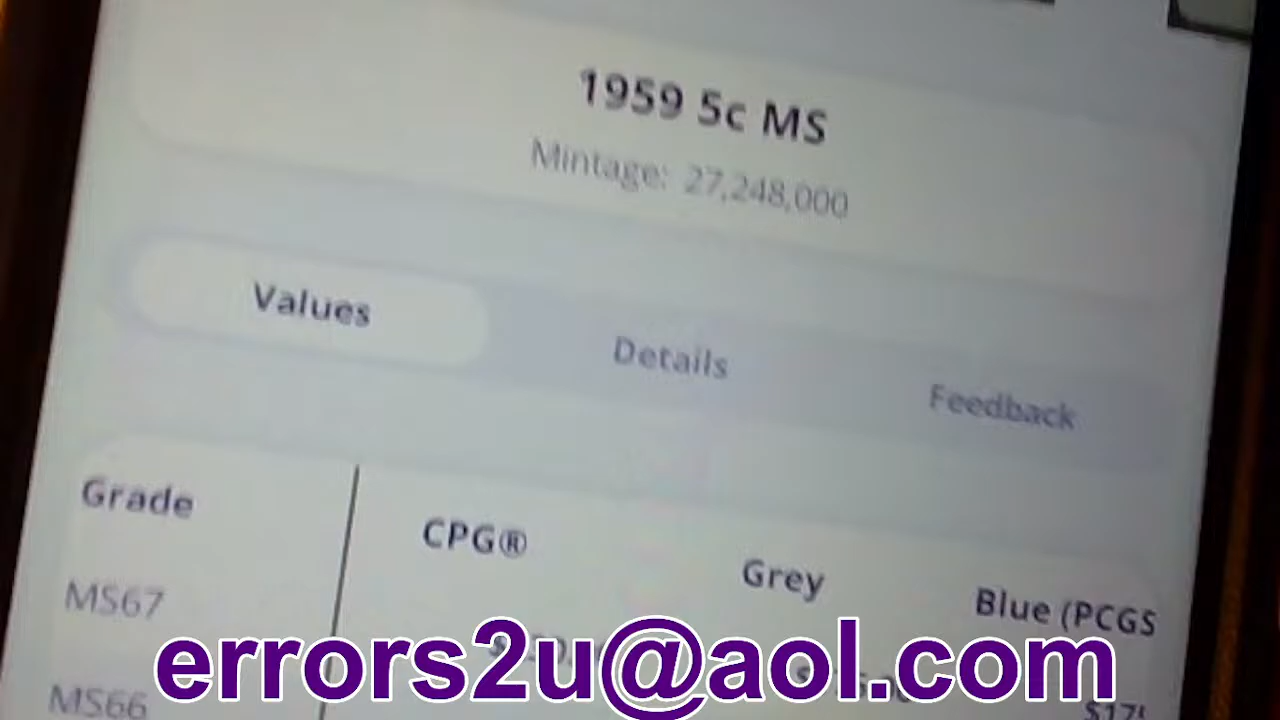 1959 5c MS
Mintage: 27,248,000
Values
Details
Feedback
Grade
CPG®
Grey
Blue (PCGS
MS67
errors2u@aol.com
MS66